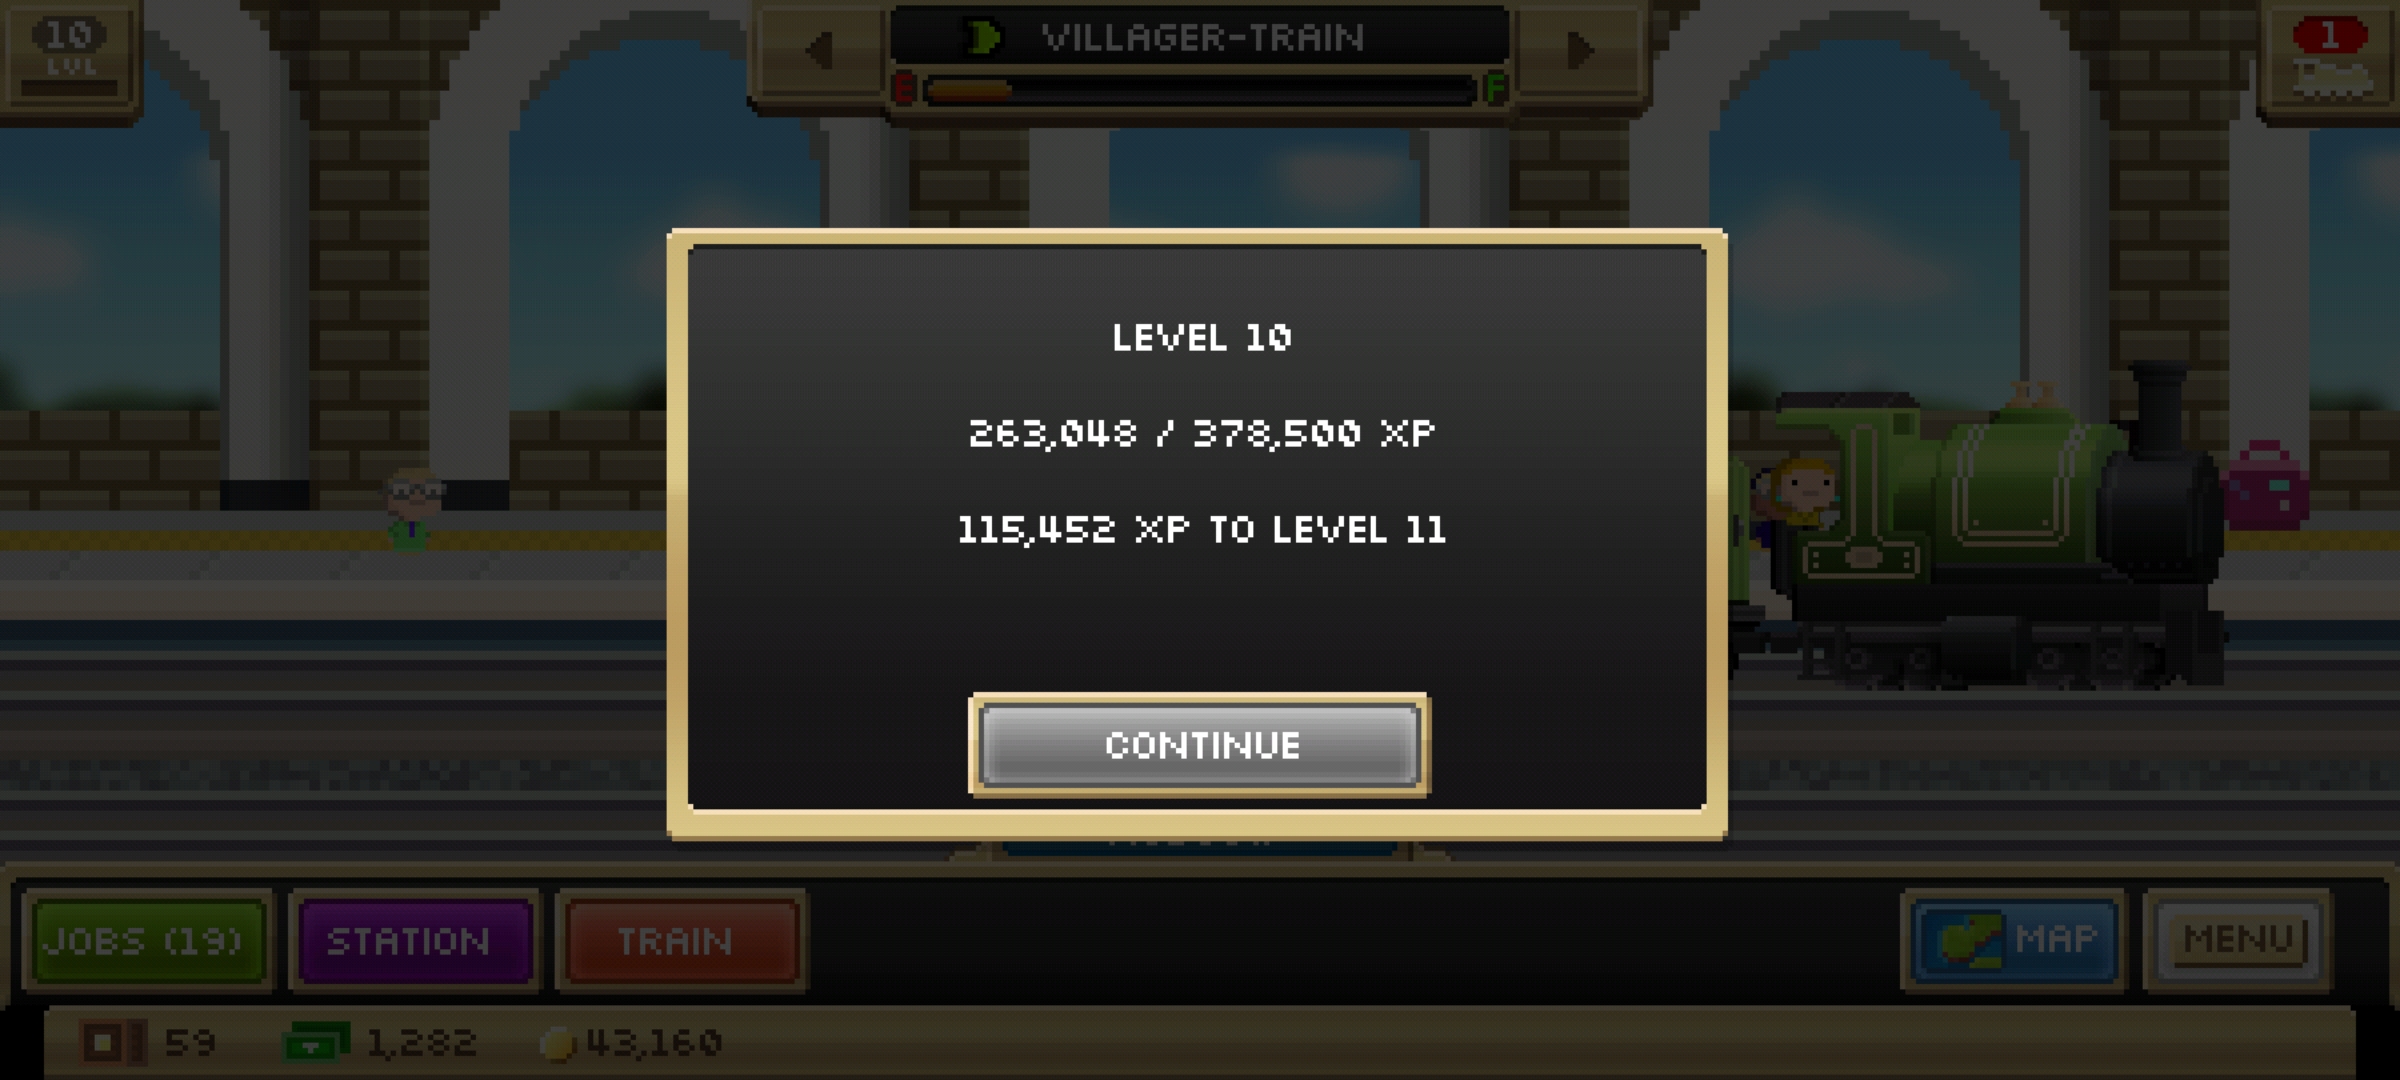 10
LVL
VILLAGER-TRAIN
E
F
1
LEVEL 10
263,048 / 378,500 XP
115,452 XP TO LEVEL 11
CONTINUE
JOBS (19)
STATION
TRAIN
MAP
MENU
59
1,282
43,160